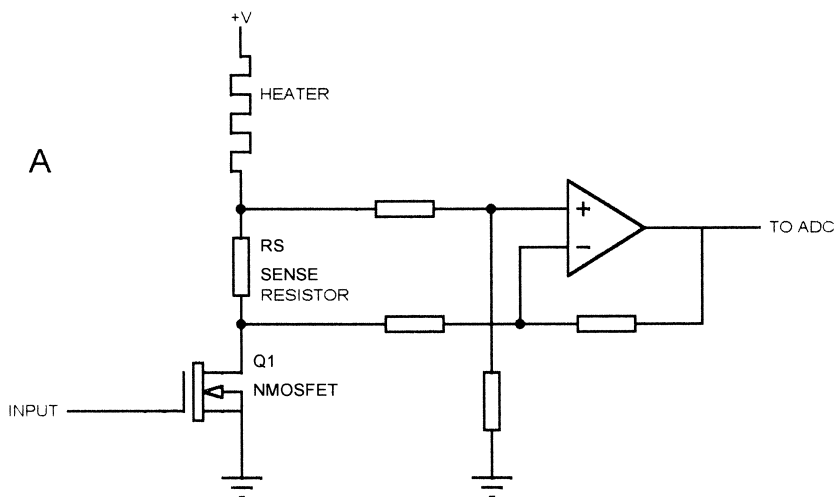 +V
HEATER
A
+
TO ADC
−
RS
SENSE
RESISTOR
Q1
NMOSFET
INPUT